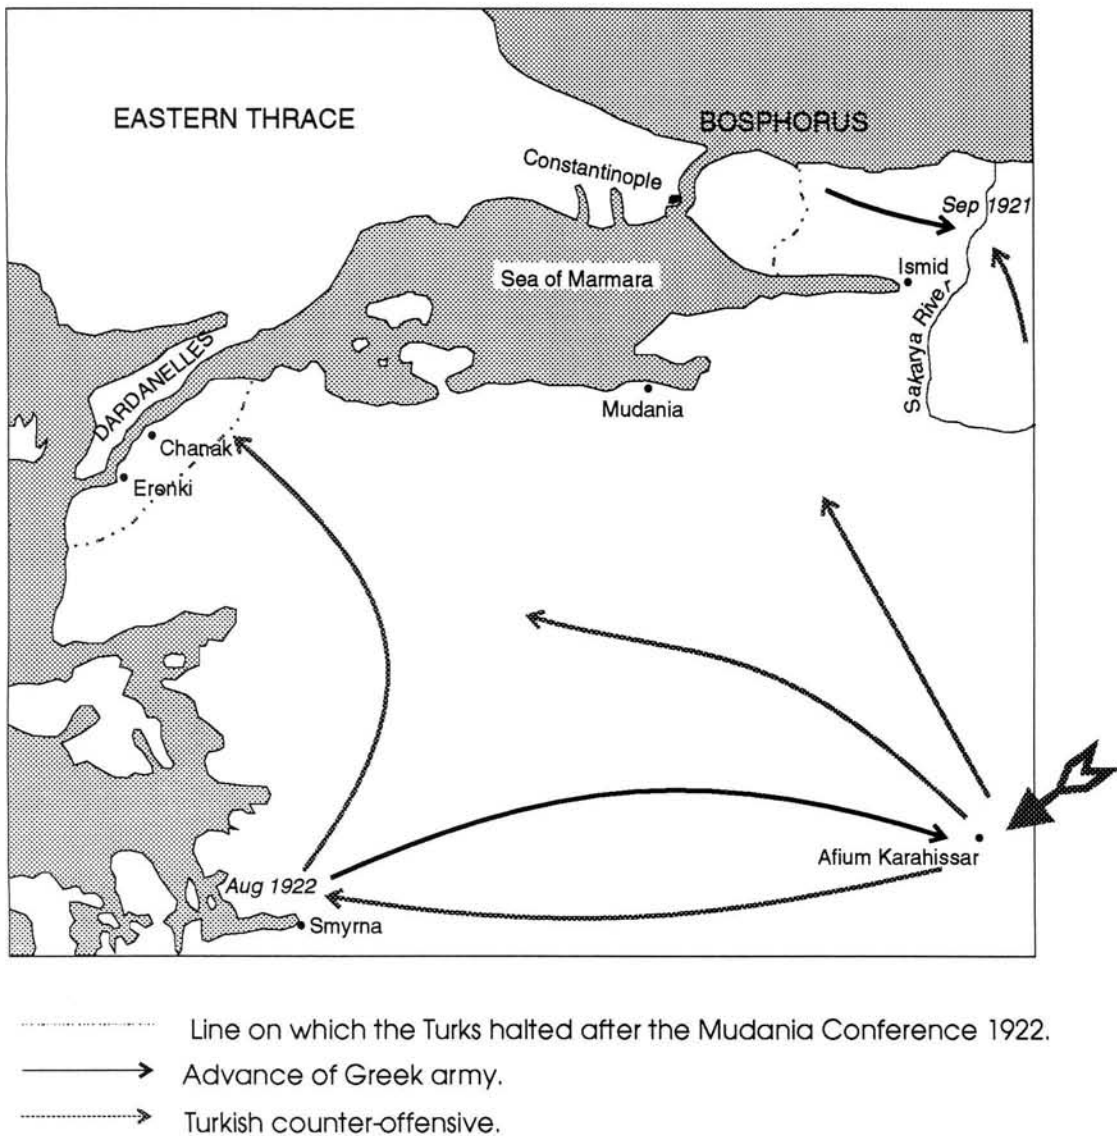 EASTERN THRACE
BOSPHORUS
Constantinople
Sep 1921
Sea of Marmara
Ismid
Sakarya River
DARDANELLES
Mudania
Chanak
Erenki
Afium Karahissar
Aug 1922
Smyrna
Line on which the Turks halted after the Mudania Conference 1922.
Advance of Greek army.
Turkish counter-offensive.